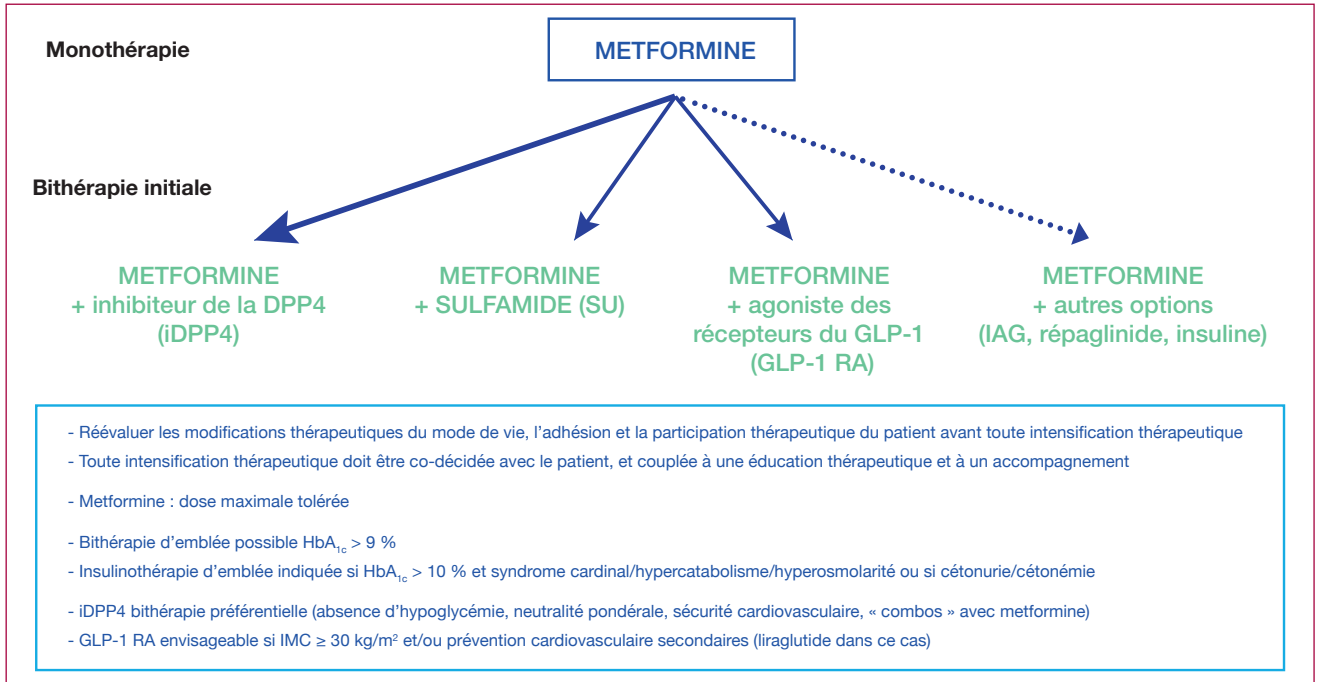 Monothérapie
METFORMINE
Bithérapie initiale
METFORMINE
+ inhibiteur de la DPP4
(iDPP4)
METFORMINE
+ SULFAMIDE (SU)
METFORMINE
+ agoniste des
récepteurs du GLP-1
(GLP-1 RA)
METFORMINE
+ autres options
(IAG, répaglinide, insuline)
- Réévaluer les modifications thérapeutiques du mode de vie, l'adhésion et la participation thérapeutique du patient avant toute intensification thérapeutique
- Toute intensification thérapeutique doit être co-décidée avec le patient, et couplée à une éducation thérapeutique et à un accompagnement
- Metformine : dose maximale tolérée
- Bithérapie d'emblée possible HbA1c > 9 %
- Insulinothérapie d'emblée indiquée si HbA1c > 10 % et syndrome cardinal/hypercatabolisme/hyperosmolarité ou si cétonurie/cétonémie
- iDPP4 bithérapie préférentielle (absence d'hypoglycémie, neutralité pondérale, sécurité cardiovasculaire, « combos » avec metformine)
- GLP-1 RA envisageable si IMC ≥ 30 kg/m² et/ou prévention cardiovasculaire secondaires (liraglutide dans ce cas)